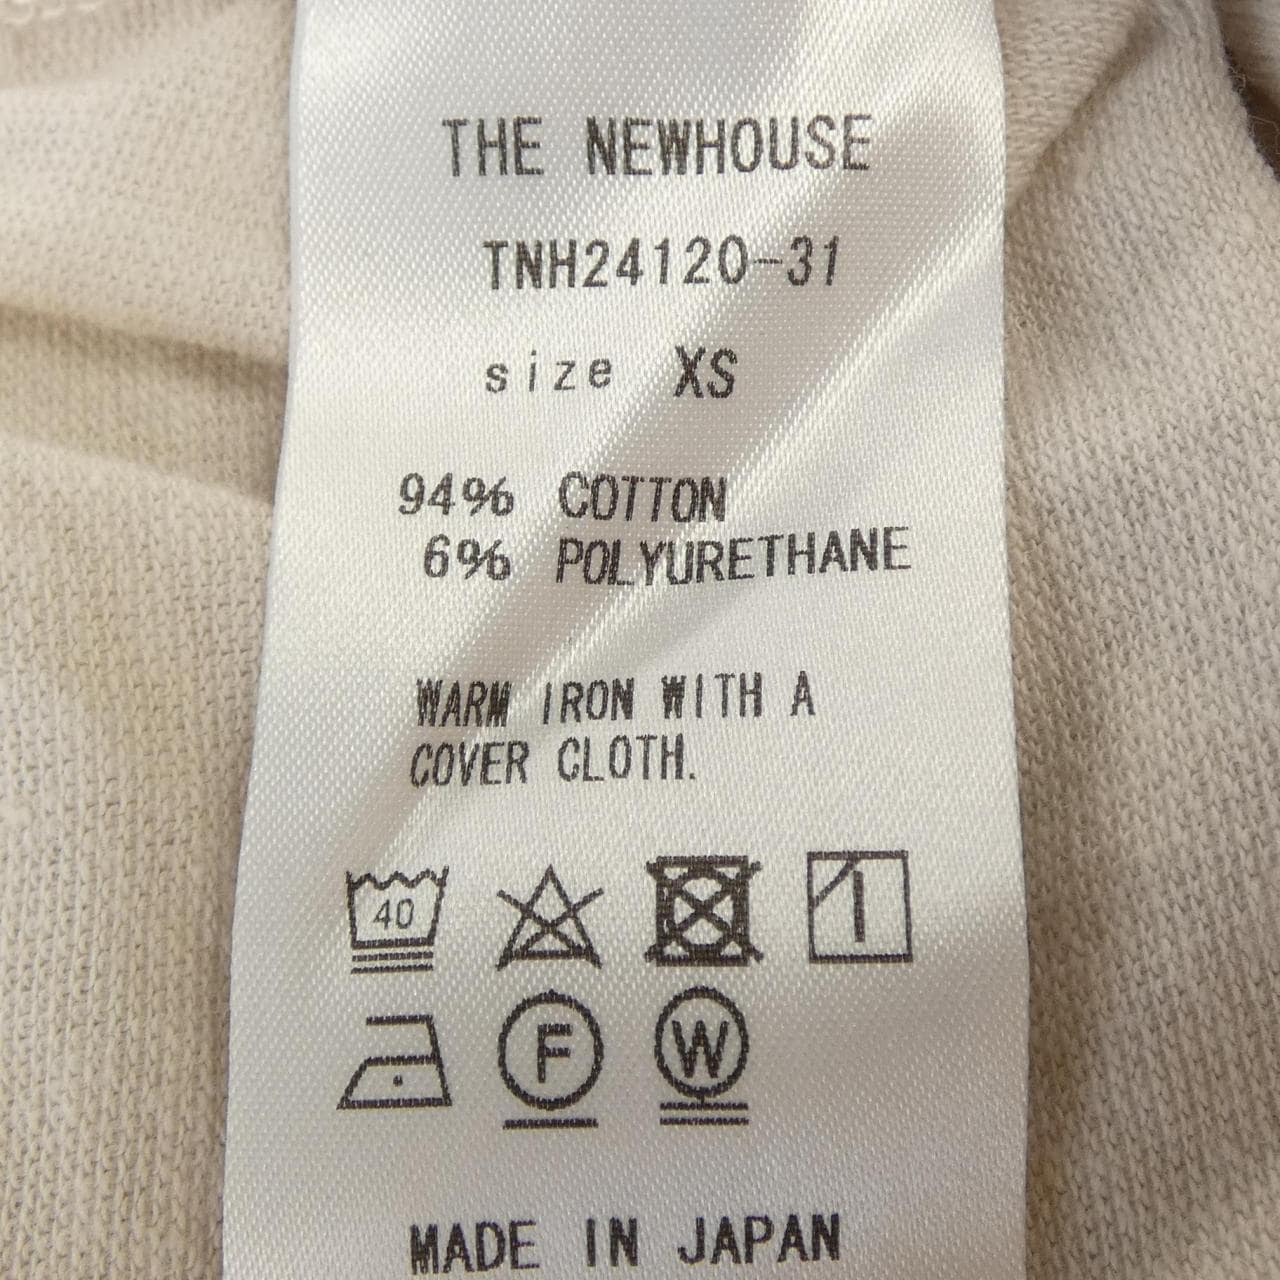 THE NEWHOUSE
TNH24120-31
size XS
94% COTTON
6% POLYURETHANE
WARM IRON WITH A
COVER CLOTH.
40
F W
MADE IN JAPAN